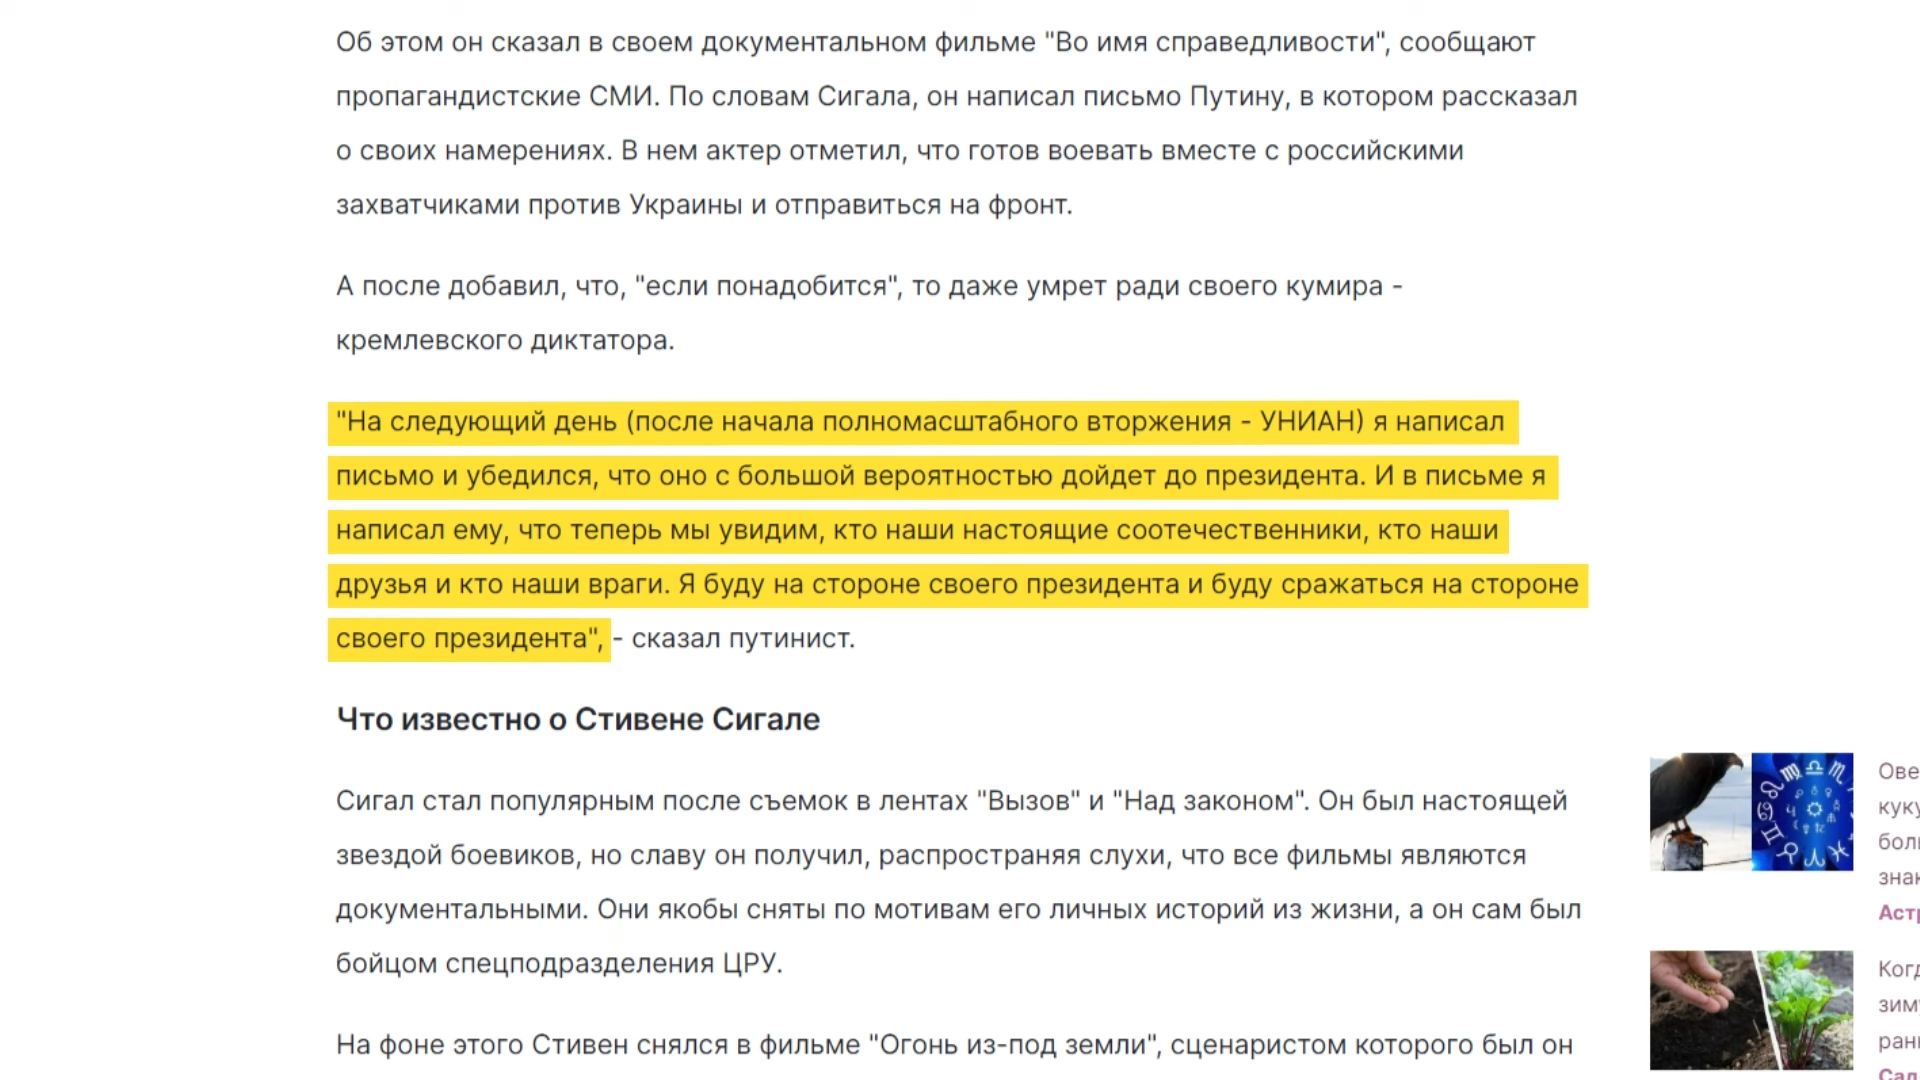 Об этом он сказал в своем документальном фильме "Во имя справедливости", сообщают
пропагандистские СМИ. По словам Сигала, он написал письмо Путину, в котором рассказал
о своих намерениях. В нем актер отметил, что готов воевать вместе с российскими
захватчиками против Украины и отправиться на фронт.
А после добавил, что, "если понадобится", то даже умрет ради своего кумира -
кремлевского диктатора.
"На следующий день (после начала полномасштабного вторжения - УНИАН) я написал
письмо и убедился, что оно с большой вероятностью дойдет до президента. И в письме я
написал ему, что теперь мы увидим, кто наши настоящие соотечественники, кто наши
друзья и кто наши враги. Я буду на стороне своего президента и буду сражаться на стороне
своего президента", - сказал путинист.
Что известно о Стивене Сигале
Сигал стал популярным после съемок в лентах "Вызов" и "Над законом". Он был настоящей
звездой боевиков, но славу он получил, распространяя слухи, что все фильмы являются
документальными. Они якобы сняты по мотивам его личных историй из жизни, а он сам был
бойцом спецподразделения ЦРУ.
На фоне этого Стивен снялся в фильме "Огонь из-под земли", сценаристом которого был он